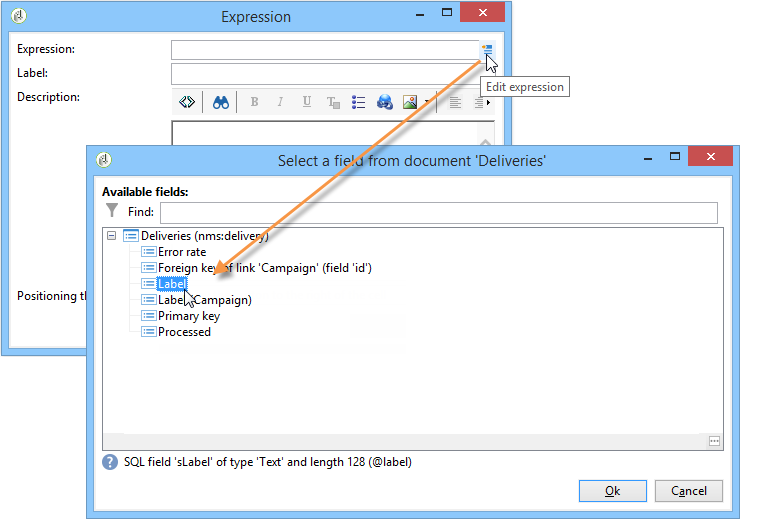 Expression
Expression:
Label:
Edit expression
Description:
B I U T
Select a field from document 'Deliveries'
Available fields:
Find:
Deliveries (nms:delivery)
Error rate
Foreign key of link 'Campaign' (field 'id')
Label
Label Campaign)
Primary key
Positioning th
Processed
SQL field 'sLabel' of type 'Text' and length 128 (@label)
Ok
Cancel